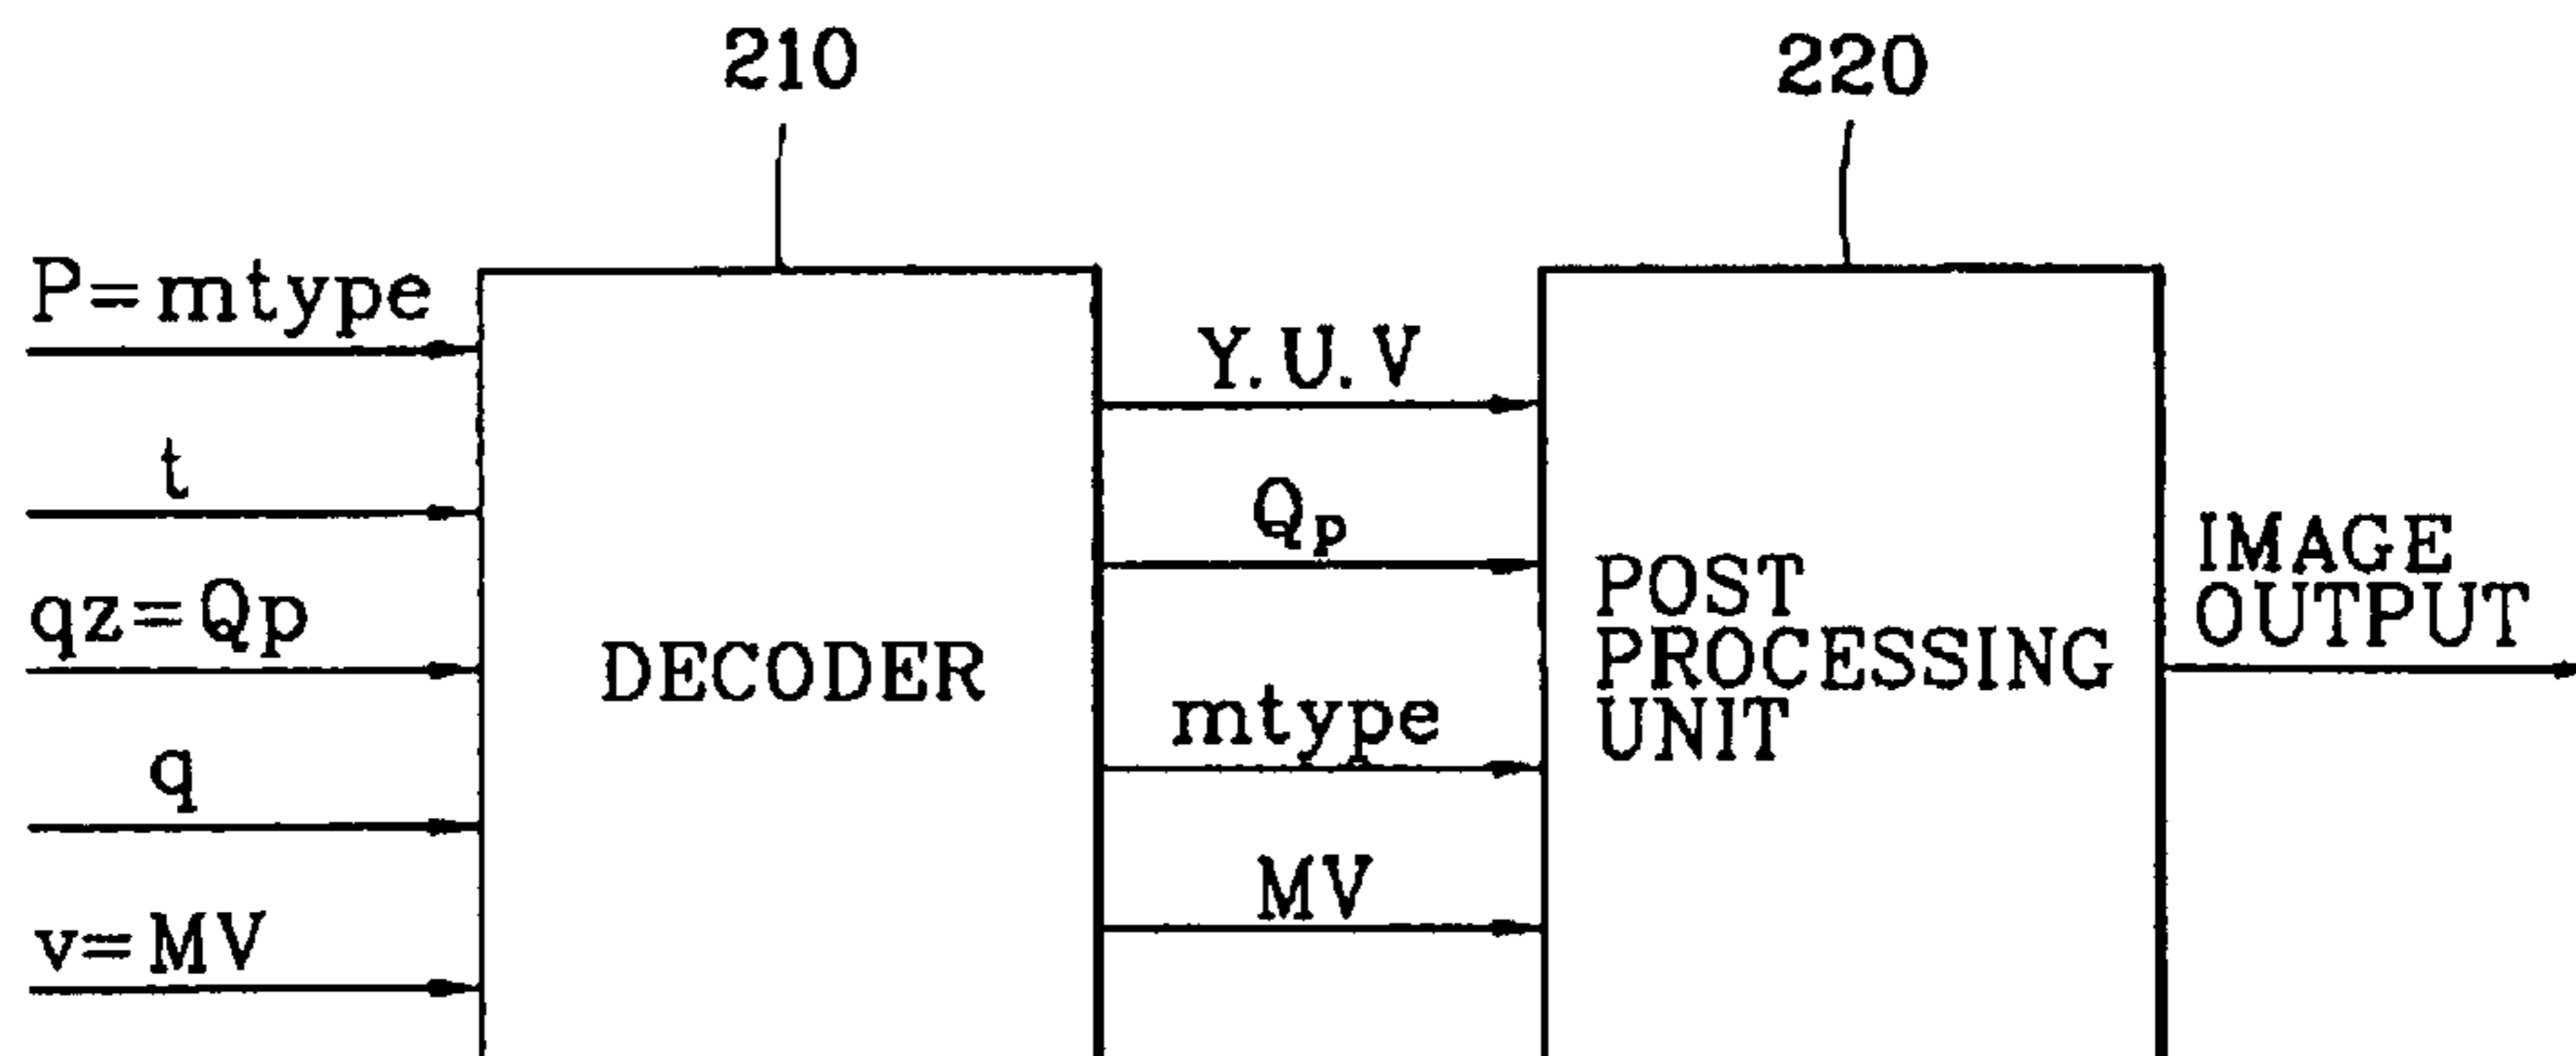 210
220
P=mtype
t
qz=Qp
q
v=MV
DECODER
Y.U.V
Qp
mtype
MV
POST
PROCESSING
UNIT
IMAGE
OUTPUT